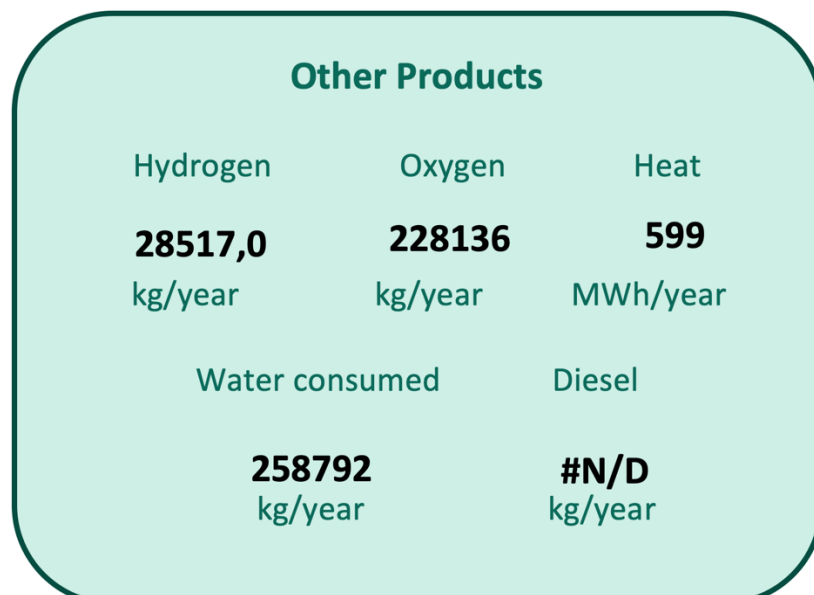 Other Products
Hydrogen Oxygen Heat
28517,0 228136 599
kg/year kg/year MWh/year
Water consumed Diesel
258792 #N/D
kg/year kg/year